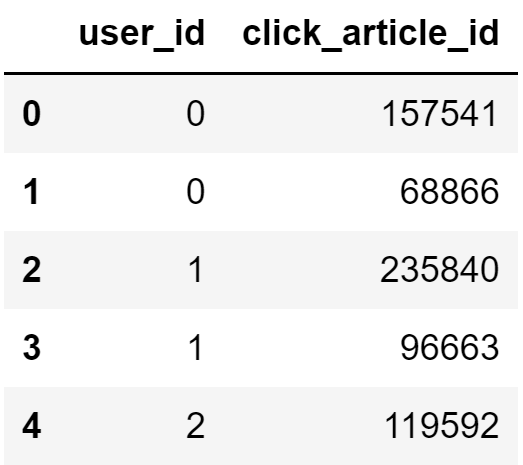 user_id click_article_id
0 0 157541
1 0 68866
2 1 235840
3 1 96663
4 2 119592